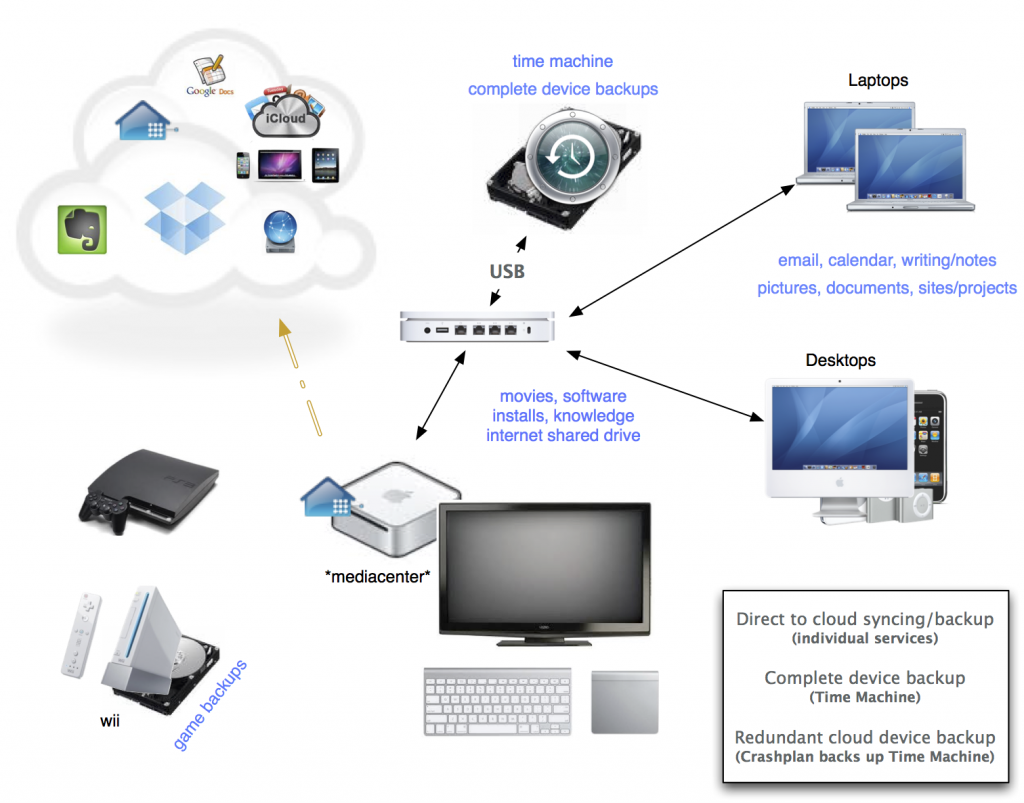 Google Docs
iCloud
time machine
complete device backups
Laptops
USB
email, calendar, writing/notes
pictures, documents, sites/projects
Desktops
movies, software
installs, knowledge
internet shared drive
PS3
*mediacenter*
wii
game backups
Direct to cloud syncing/backup
(individual services)
Complete device backup
(Time Machine)
Redundant cloud device backup
(Crashplan backs up Time Machine)